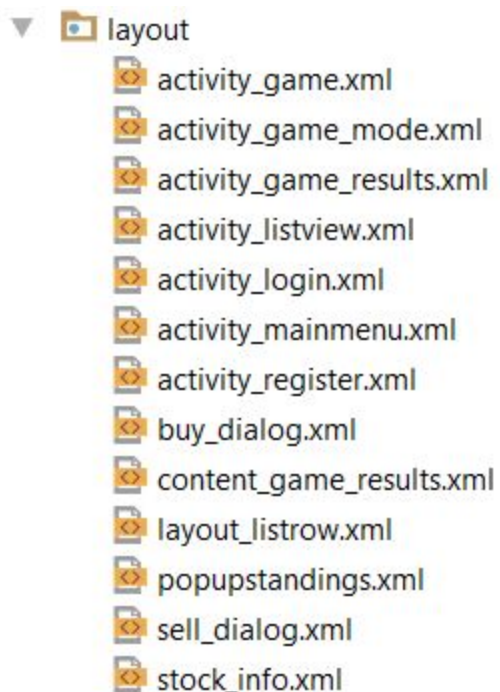 layout
activity_game.xml
activity_game_mode.xml
activity_game_results.xml
activity_listview.xml
activity_login.xml
activity_mainmenu.xml
activity_register.xml
buy_dialog.xml
content_game_results.xml
layout_listrow.xml
popupstandings.xml
sell_dialog.xml
stock_info.xml